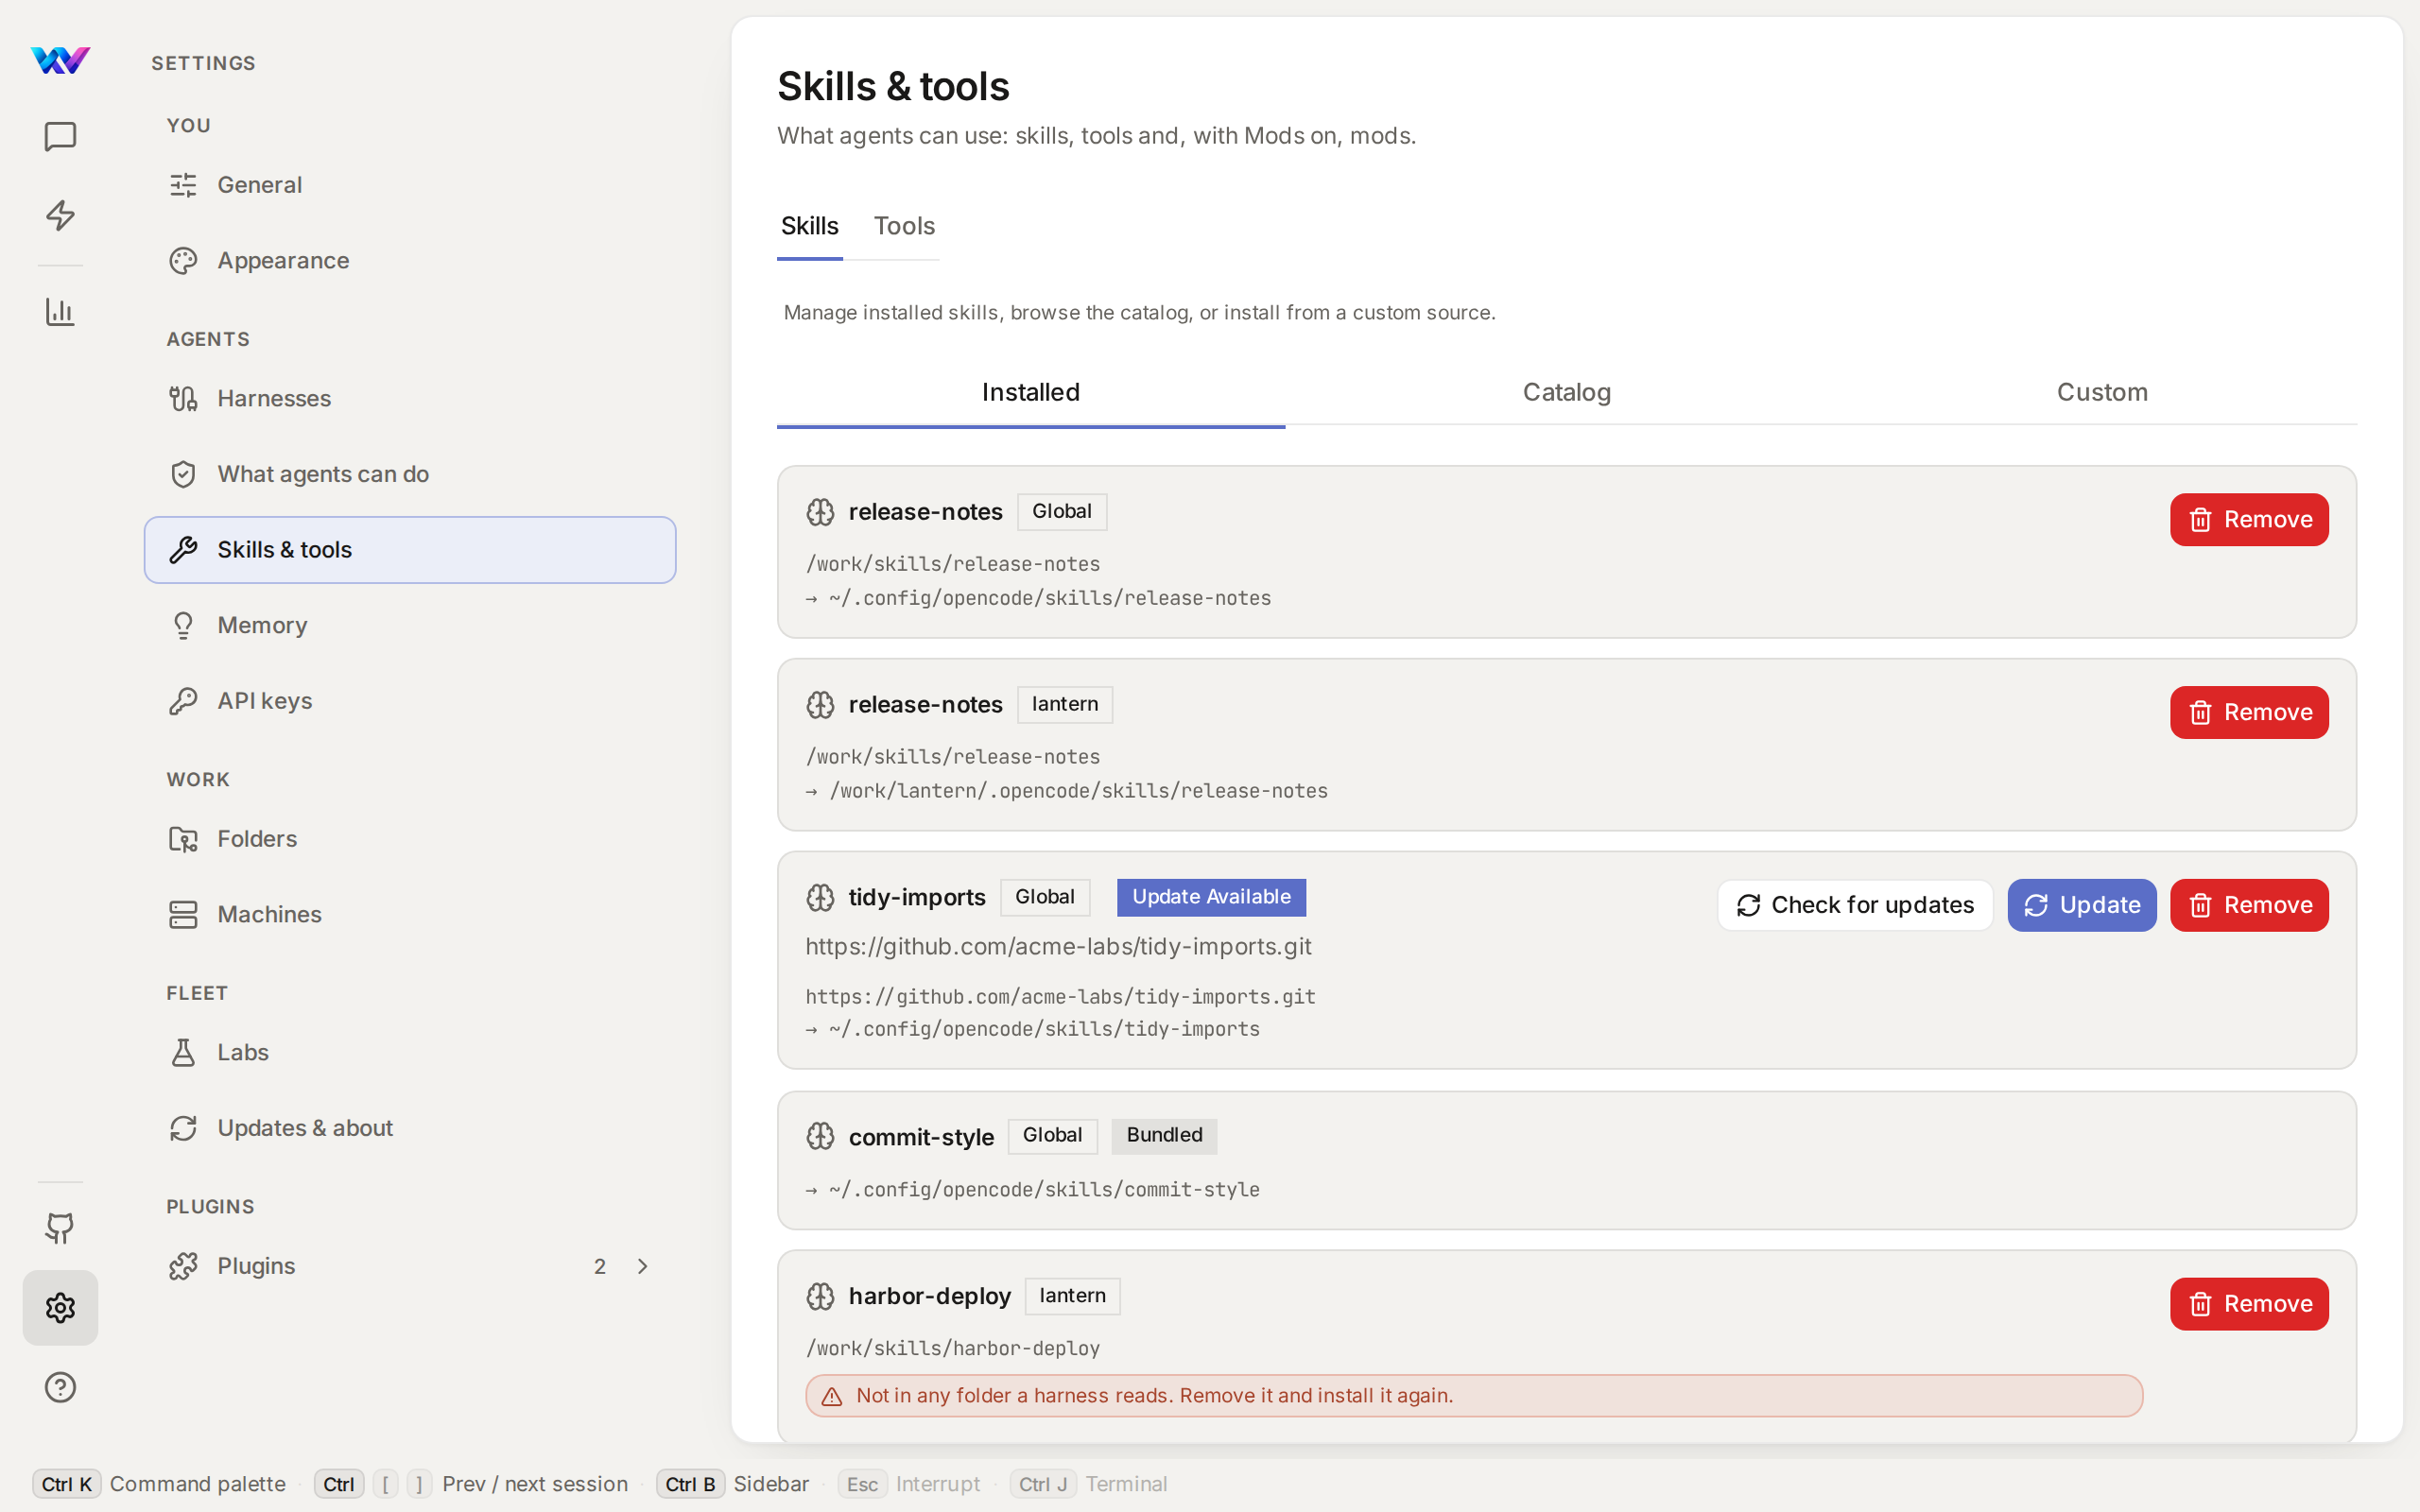 SETTINGS
YOU
General
Appearance
AGENTS
Harnesses
What agents can do
Skills & tools
Memory
API keys
WORK
Folders
Machines
FLEET
Labs
Updates & about
PLUGINS
Plugins 2
Skills & tools
What agents can use: skills, tools and, with Mods on, mods.
Skills Tools
Manage installed skills, browse the catalog, or install from a custom source.
Installed Catalog Custom
release-notes Global Remove
/work/skills/release-notes
→ ~/.config/opencode/skills/release-notes
release-notes lantern Remove
/work/skills/release-notes
→ /work/lantern/.opencode/skills/release-notes
tidy-imports Global Update Available Check for updates Update Remove
https://github.com/acme-labs/tidy-imports.git
https://github.com/acme-labs/tidy-imports.git
→ ~/.config/opencode/skills/tidy-imports
commit-style Global Bundled
→ ~/.config/opencode/skills/commit-style
harbor-deploy lantern Remove
/work/skills/harbor-deploy
Not in any folder a harness reads. Remove it and install it again.
Ctrl K Command palette · Ctrl [ ] Prev / next session · Ctrl B Sidebar · Esc Interrupt · Ctrl J Terminal